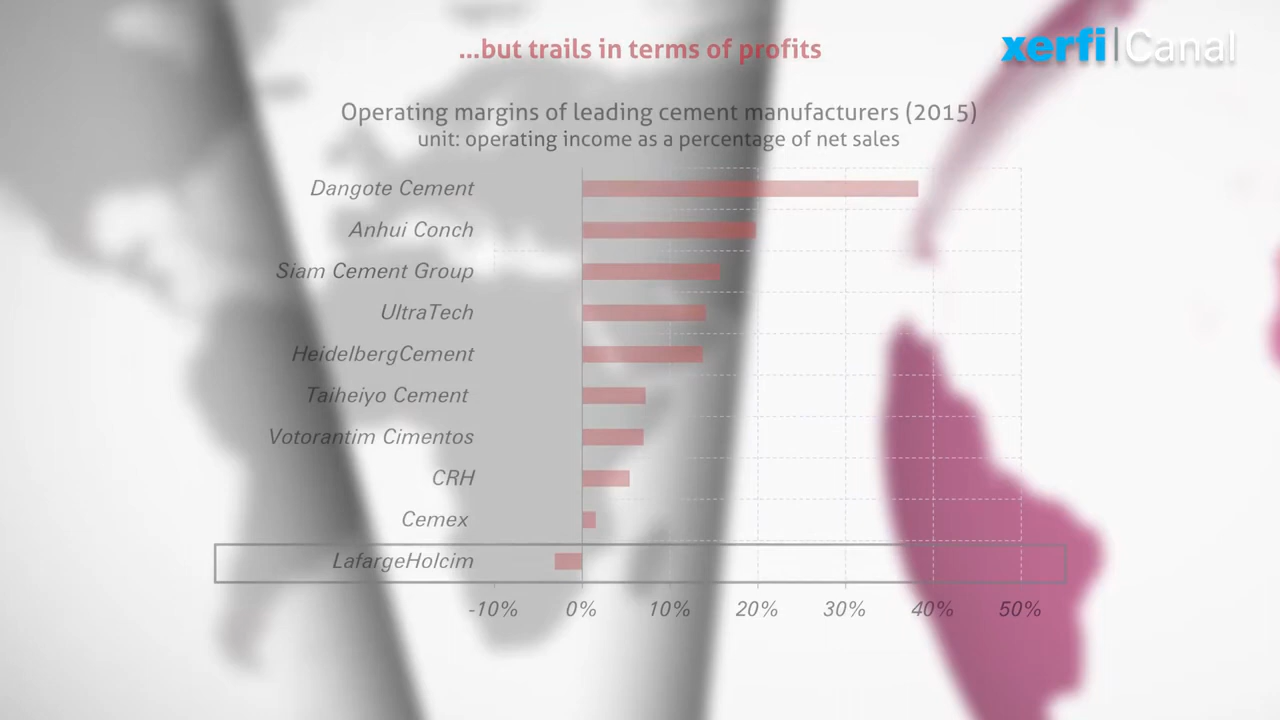 ...but trails in terms of profits
xerfi Canal
Operating margins of leading cement manufacturers (2015)
unit: operating income as a percentage of net sales
Dangote Cement
Anhui Conch
Siam Cement Group
UltraTech
HeidelbergCement
Taiheiyo Cement
Votorantim Cimentos
CRH
Cemex
LafargeHolcim
-10% 0% 10% 20% 30% 40% 50%